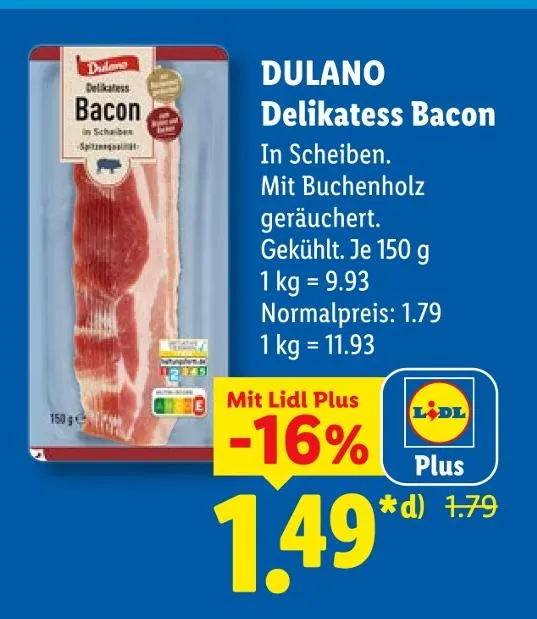 Dulano
Delikatess
Bacon
in Scheiben
-Spitzenqualität-
150 g ℮
DULANO
Delikatess Bacon
In Scheiben.
Mit Buchenholz
geräuchert.
Gekühlt. Je 150 g
1 kg = 9.93
Normalpreis: 1.79
1 kg = 11.93
Mit Lidl Plus
-16%
LIDL
Plus
1.49 *d) 1.79